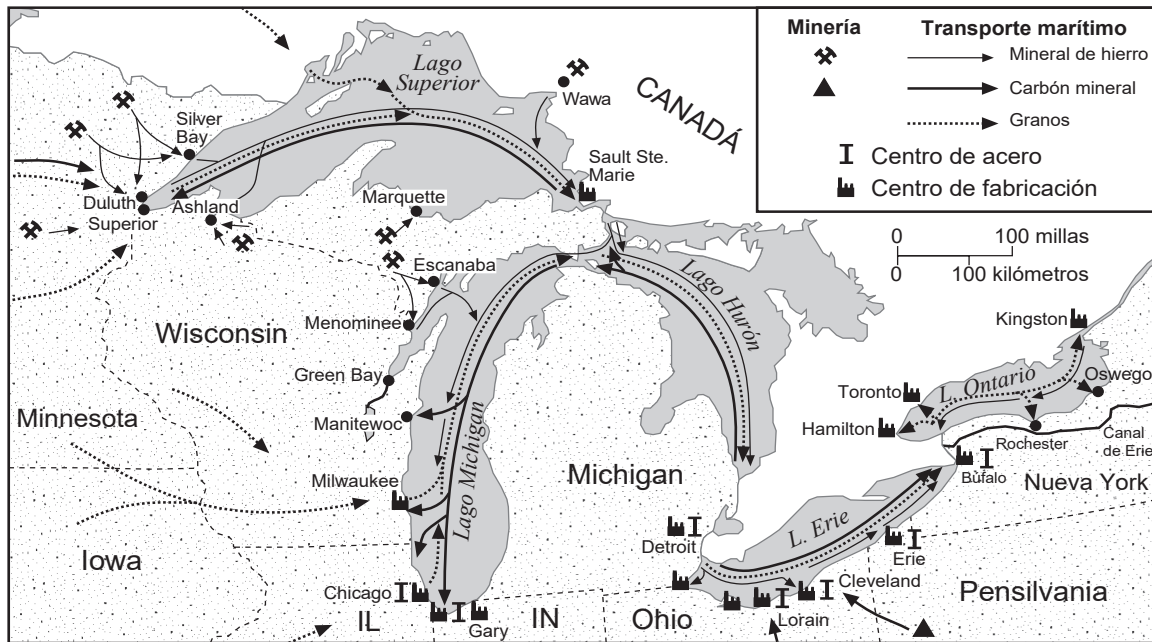 Minería
Transporte marítimo
Mineral de hierro
Carbón mineral
Granos
Centro de acero
Centro de fabricación
Lago
Superior
Wawa
CANADÁ
Silver
Bay
Sault Ste.
Marie
Duluth
Superior
Ashland
Marquette
0 100 millas
0 100 kilómetros
Escanaba
Lago Hurón
Menominee
Wisconsin
Kingston
Green Bay
Toronto
L. Ontario
Oswego
Minnesota
Manitewoc
Hamilton
Rochester
Canal
de Erie
Lago Michigan
Michigan
Milwaukee
Búfalo
Nueva York
L. Erie
Detroit
Erie
Iowa
Cleveland
Pensilvania
Chicago
Gary
Lorain
IL
IN
Ohio